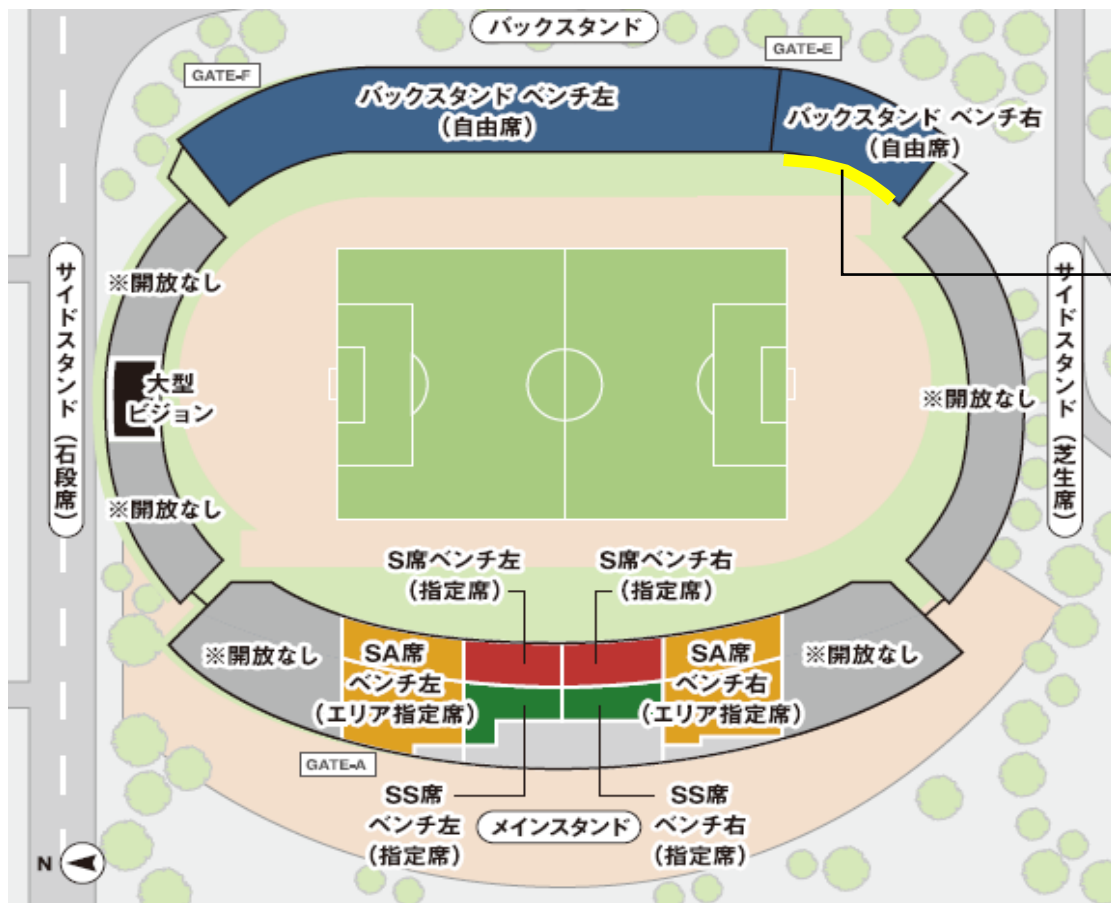 バックスタンド
GATE-E
GATE-F
バックスタンド ベンチ左
（自由席）
バックスタンド ベンチ右
（自由席）
サイドスタンド（石段席）
※開放なし
大型
ビジョン
※開放なし
※開放なし
サイドスタンド（芝生席）
S席ベンチ左
（指定席）
S席ベンチ右
（指定席）
※開放なし
SA席
ベンチ左
（エリア指定席）
SA席
ベンチ右
（エリア指定席）
※開放なし
GATE-A
SS席
ベンチ左
（指定席）
メインスタンド
SS席
ベンチ右
（指定席）
N